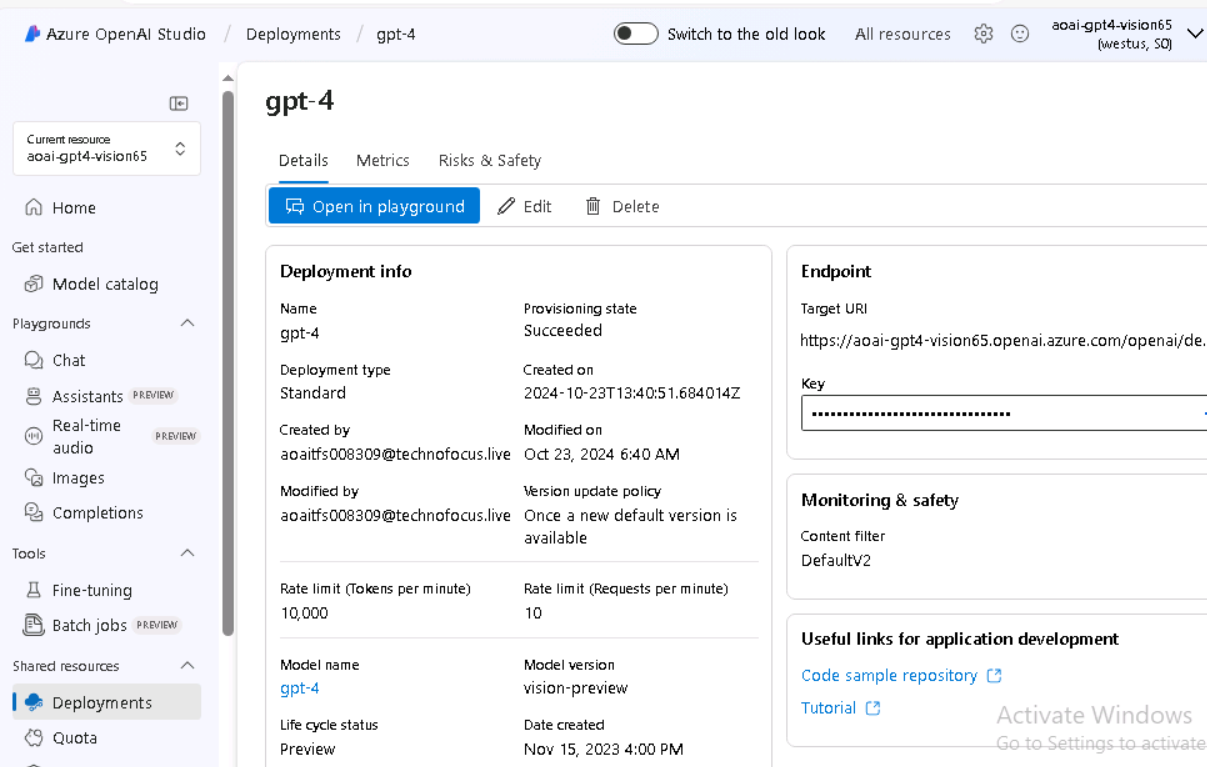 Azure OpenAI Studio / Deployments / gpt-4
Switch to the old look
All resources
aoai-gpt4-vision65
(westus, S0)
Current resource
aoai-gpt4-vision65
Home
Get started
Model catalog
Playgrounds
Chat
Assistants PREVIEW
Real-time
audio
PREVIEW
Images
Completions
Tools
Fine-tuning
Batch jobs PREVIEW
Shared resources
Deployments
Quota
gpt-4
Details Metrics Risks & Safety
Open in playground Edit Delete
Deployment info
Name
gpt-4
Provisioning state
Succeeded
Deployment type
Standard
Created on
2024-10-23T13:40:51.684014Z
Created by
aoaitfs008309@technofocus.live
Modified on
Oct 23, 2024 6:40 AM
Modified by
aoaitfs008309@technofocus.live
Version update policy
Once a new default version is
available
Rate limit (Tokens per minute)
10,000
Rate limit (Requests per minute)
10
Model name
gpt-4
Model version
vision-preview
Life cycle status
Preview
Date created
Nov 15, 2023 4:00 PM
Endpoint
Target URI
https://aoai-gpt4-vision65.openai.azure.com/openai/de.
Key
••••••••••••••••••••••••••••••••
Monitoring & safety
Content filter
DefaultV2
Useful links for application development
Code sample repository
Tutorial
Activate Windows
Go to Settings to activate